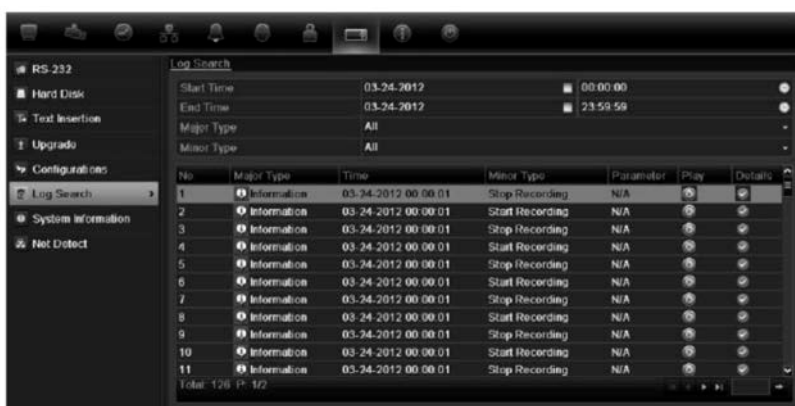 RS-232
Hard Disk
Text Insertion
Upgrade
Configurations
Log Search
System Information
Net Detect
Log Search
Start Time 03-24-2012 00:00:00
End Time 03-24-2012 23:59:59
Major Type All
Minor Type All
No Major Type Time Minor Type Parameter Play Details
1 Information 03-24-2012 00:00:01 Stop Recording N/A
2 Information 03-24-2012 00:00:01 Start Recording N/A
3 Information 03-24-2012 00:00:01 Stop Recording N/A
4 Information 03-24-2012 00:00:01 Start Recording N/A
5 Information 03-24-2012 00:00:01 Stop Recording N/A
6 Information 03-24-2012 00:00:01 Start Recording N/A
7 Information 03-24-2012 00:00:01 Stop Recording N/A
8 Information 03-24-2012 00:00:01 Start Recording N/A
9 Information 03-24-2012 00:00:01 Stop Recording N/A
10 Information 03-24-2012 00:00:01 Start Recording N/A
11 Information 03-24-2012 00:00:01 Stop Recording N/A
Total: 126 P: 1/2